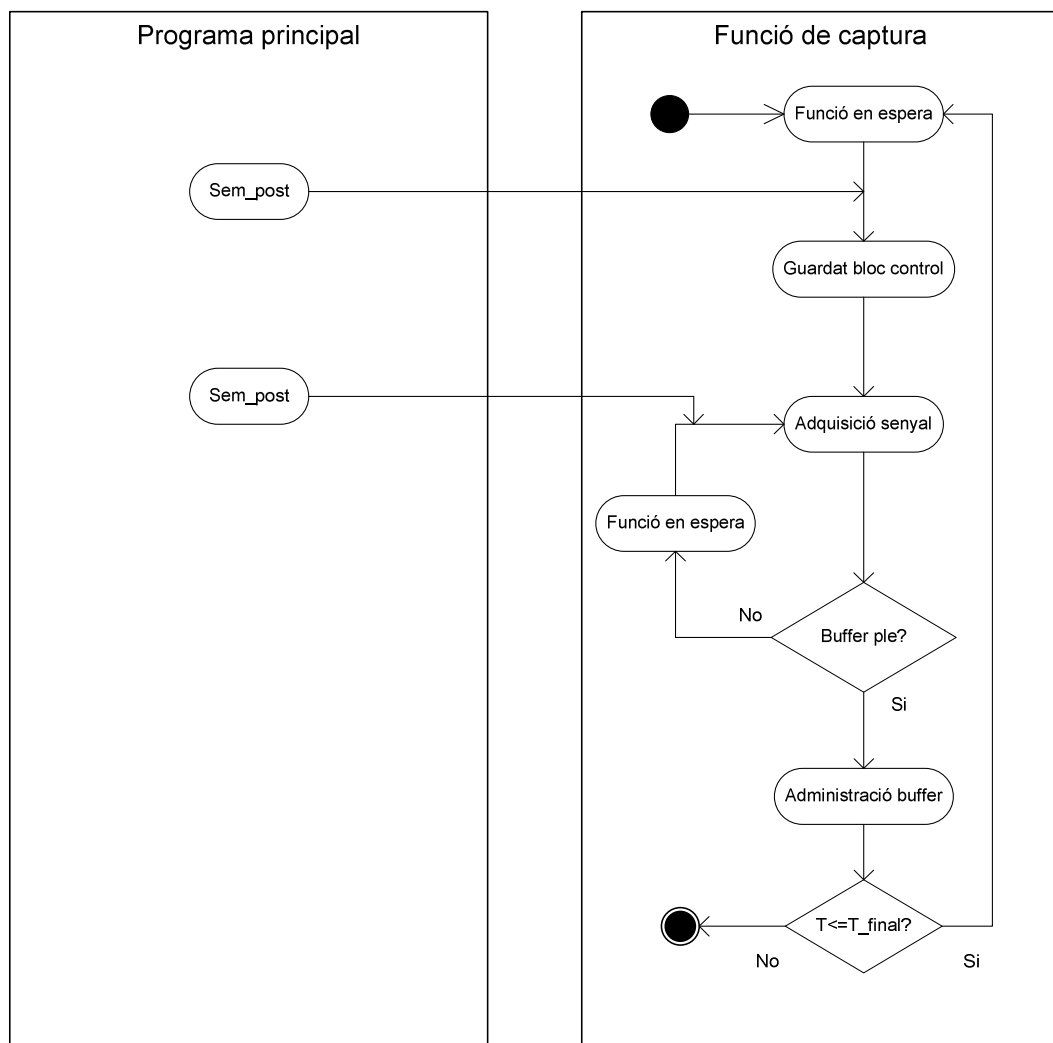 Programa principal
Funció de captura
Funció en espera
Sem_post
Guardat bloc control
Sem_post
Adquisició senyal
Funció en espera
No
Buffer ple?
Si
Administració buffer
T<=T_final?
No
Si